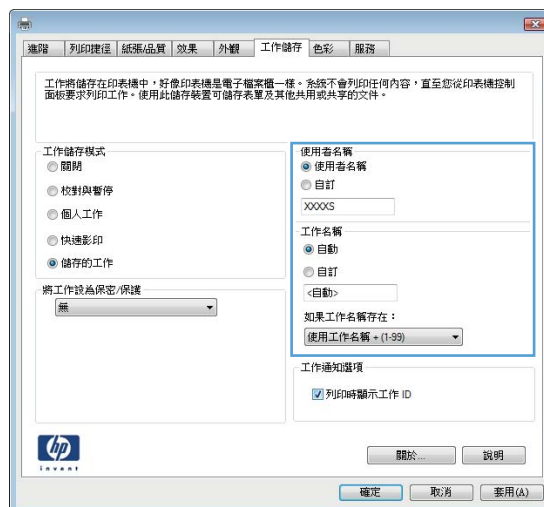 進階 列印捷徑 紙張/品質 效果 外觀 工作儲存 色彩 服務
工作將儲存在印表機中，好像印表機是電子檔案櫃一樣。系統不會列印任何內容，直至您從印表機控制
面板要求列印工作。使用此儲存裝置可儲存表單及其他共用或共享的文件。
工作儲存模式
關閉
校對與暫停
個人工作
快速影印
儲存的工作
將工作設為保密/保護
無
使用者名稱
使用者名稱
自訂
XXXXS
工作名稱
自動
自訂
<自動>
如果工作名稱存在：
使用工作名稱 + (1-99)
工作通知選項
列印時顯示工作 ID
hp
invent
關於...
說明
確定
取消
套用(A)